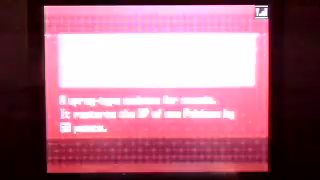 A spray-type medicine for wounds.
It restores the HP of one Pokémon by
50 points.